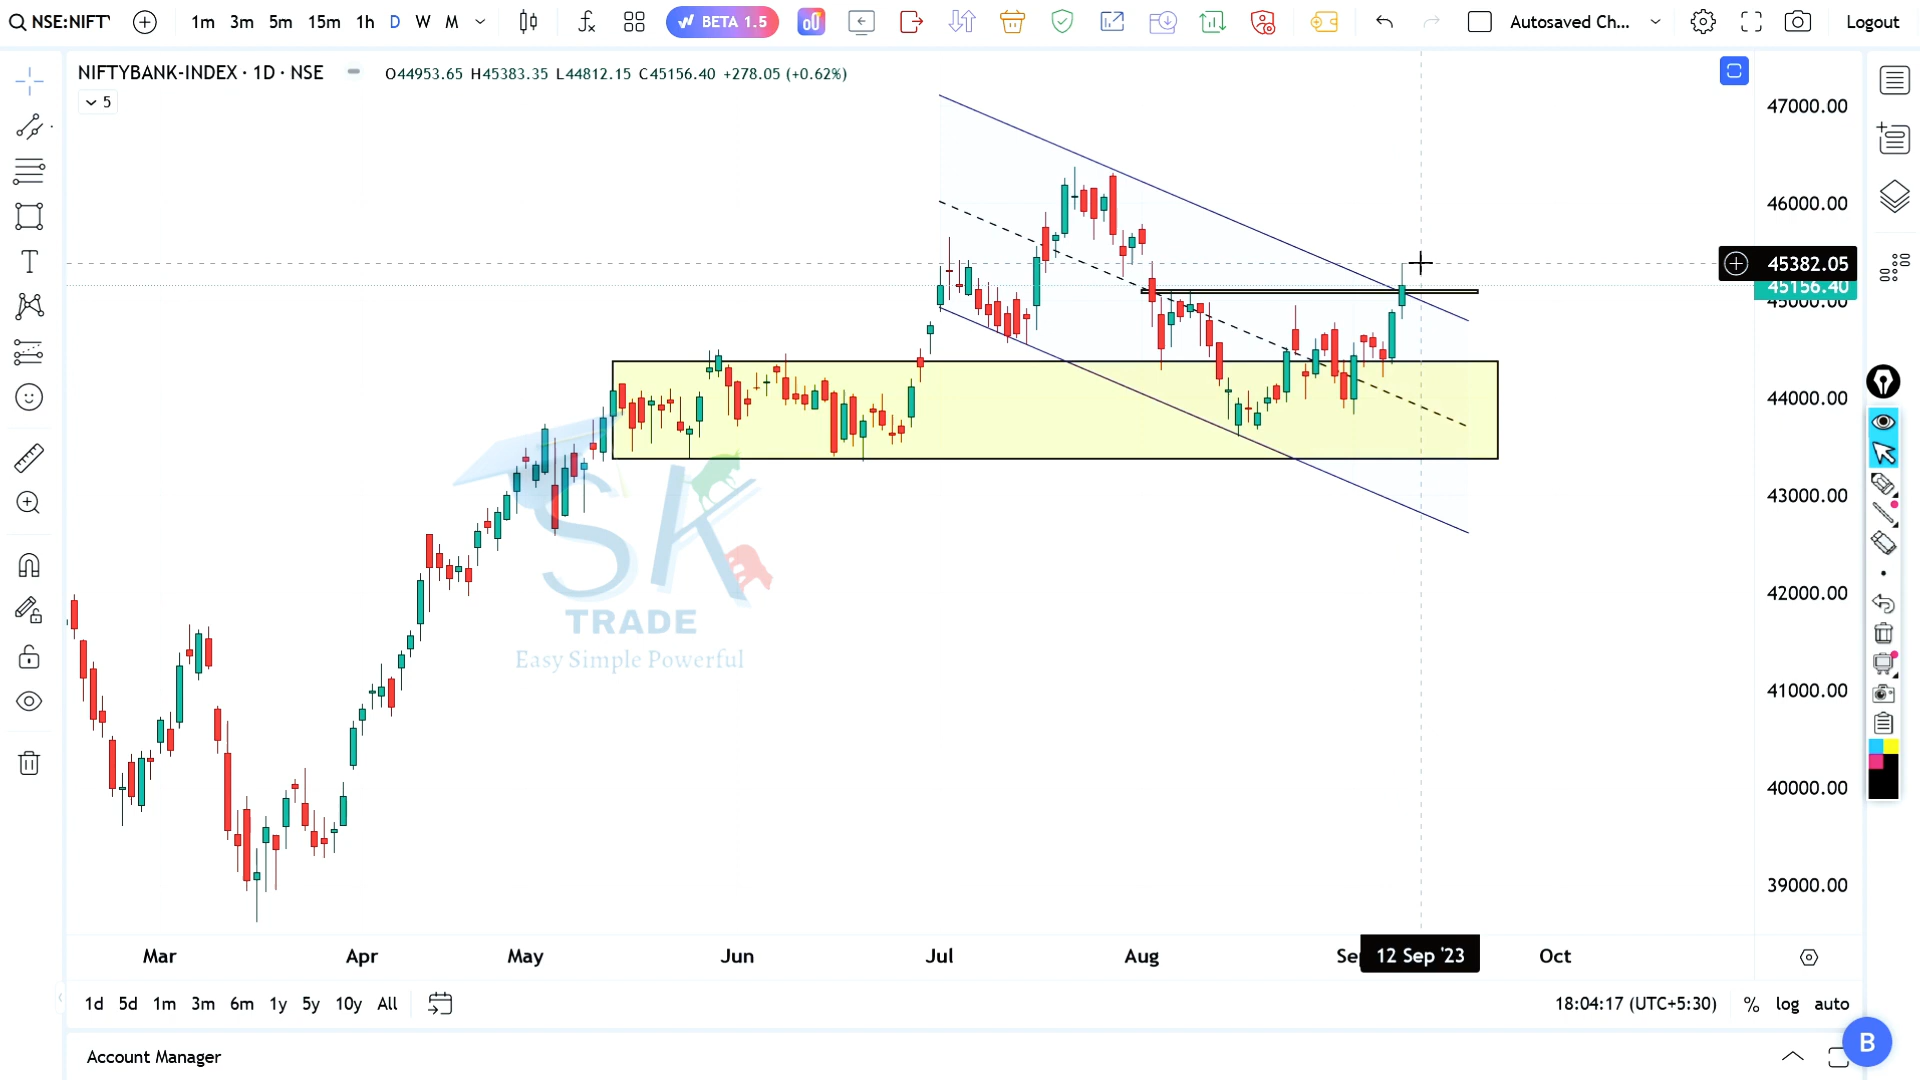 NSE:NIFT
1m 3m 5m 15m 1h D W M
BETA 1.5
Autosaved Ch...
Logout
NIFTYBANK-INDEX · 1D · NSE
O44953.65 H45383.35 L44812.15 C45156.40 +278.05 (+0.62%)
5
47000.00
46000.00
45382.05
45156.40
45000.00
44000.00
43000.00
42000.00
41000.00
40000.00
39000.00
SK
TRADE
Easy Simple Powerful
Mar Apr May Jun Jul Aug Se 12 Sep '23 Oct
1d 5d 1m 3m 6m 1y 5y 10y All
18:04:17 (UTC+5:30) % log auto
Account Manager
B